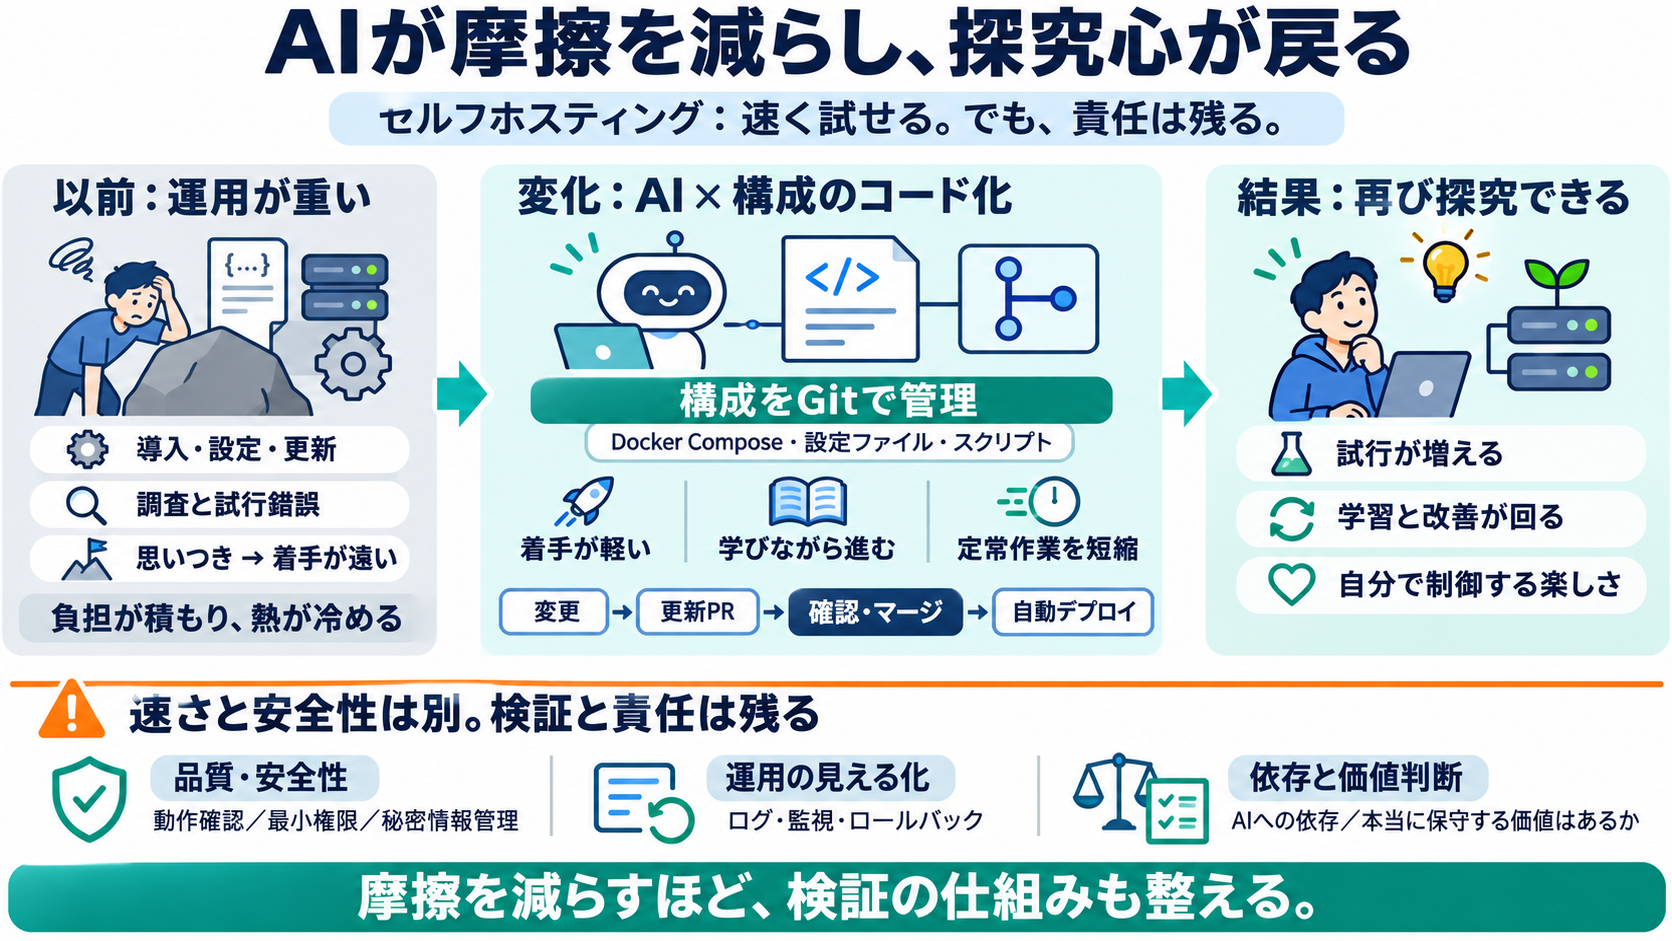 AIが摩擦を減らし、探究心が戻る
セルフホスティング：速く試せる。でも、責任は残る。
以前：運用が重い
{…}
導入・設定・更新
調査と試行錯誤
思いつき → 着手が遠い
負担が積もり、熱が冷める
変化：AI×構成のコード化
</>
構成をGitで管理
Docker Compose・設定ファイル・スクリプト
着手が軽い
学びながら進む
定常作業を短縮
変更 → 更新PR → 確認・マージ → 自動デプロイ
結果：再び探究できる
試行が増える
学習と改善が回る
自分で制御する楽しさ
速さと安全性は別。検証と責任は残る
品質・安全性
動作確認／最小権限／秘密情報管理
運用の見える化
ログ・監視・ロールバック
依存と価値判断
AIへの依存／本当に保守する価値はあるか
摩擦を減らすほど、検証の仕組みも整える。